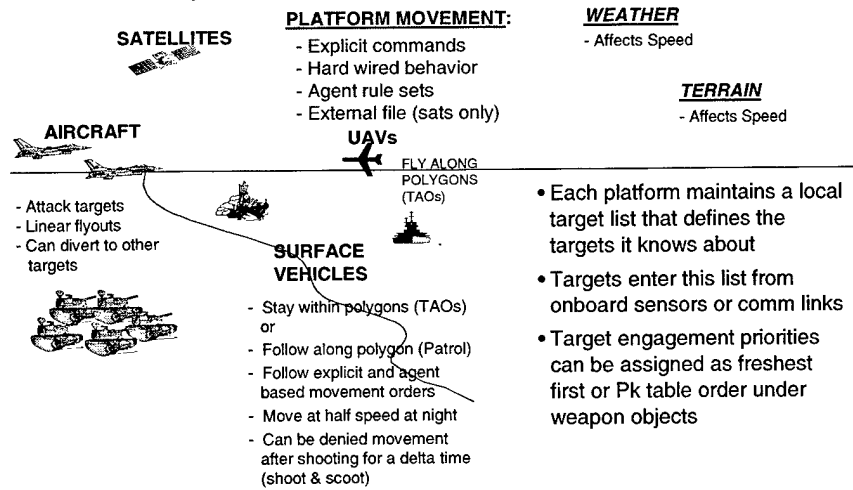 SATELLITES
PLATFORM MOVEMENT:
- Explicit commands
- Hard wired behavior
- Agent rule sets
- External file (sats only)
WEATHER
- Affects Speed
TERRAIN
- Affects Speed
AIRCRAFT
- Attack targets
- Linear flyouts
- Can divert to other
targets
UAVs
FLY ALONG
POLYGONS
(TAOs)
SURFACE
VEHICLES
- Stay within polygons (TAOs)
or
- Follow along polygon (Patrol)
- Follow explicit and agent
based movement orders
- Move at half speed at night
- Can be denied movement
after shooting for a delta time
(shoot & scoot)
• Each platform maintains a local
target list that defines the
targets it knows about
• Targets enter this list from
onboard sensors or comm links
• Target engagement priorities
can be assigned as freshest
first or Pk table order under
weapon objects